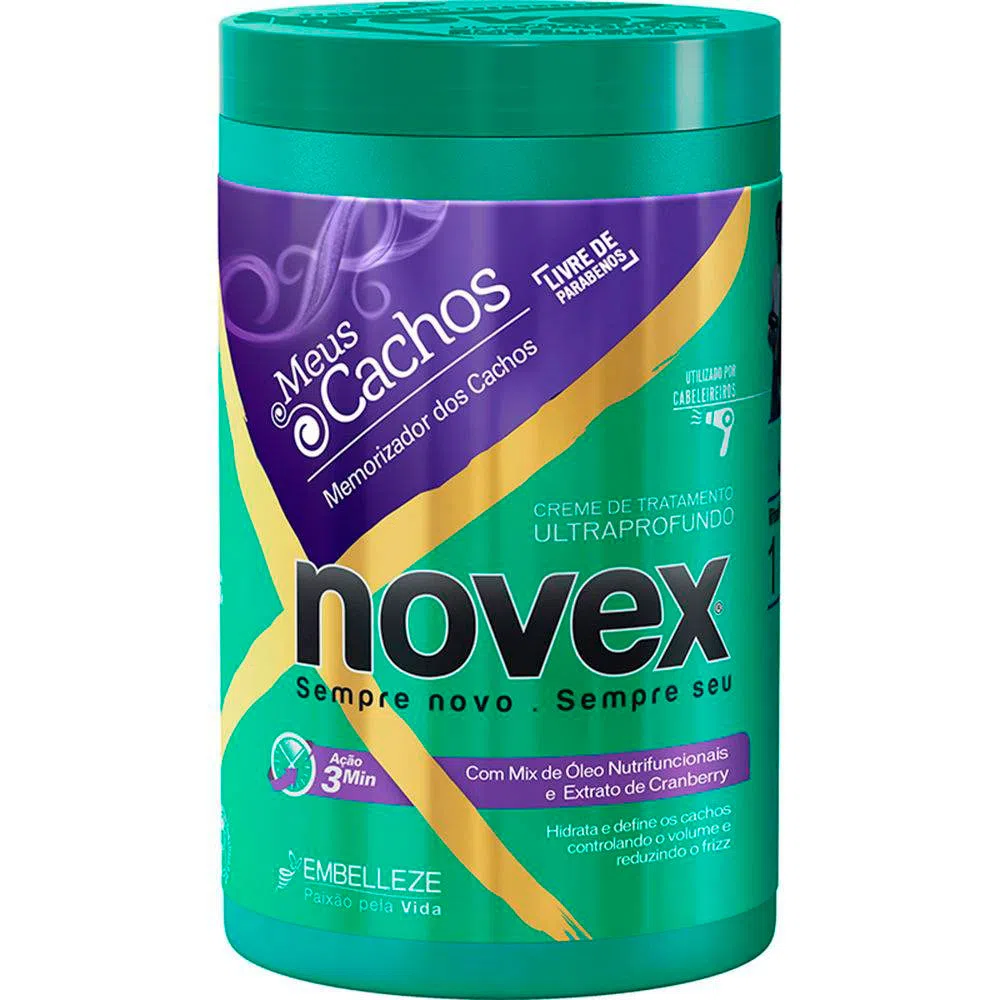 Meus
Cachos
Memorizador dos Cachos
LIVRE DE
PARABENOS
UTILIZADO POR
CABELEIREIROS
CREME DE TRATAMENTO
ULTRAPROFUNDO
novex®
Sempre novo . Sempre seu
Ação
3Min
Com Mix de Óleo Nutrifuncionais
e Extrato de Cranberry
Hidrata e define os cachos
controlando o volume e
reduzindo o frizz
EMBELLEZE
Paixão pela Vida